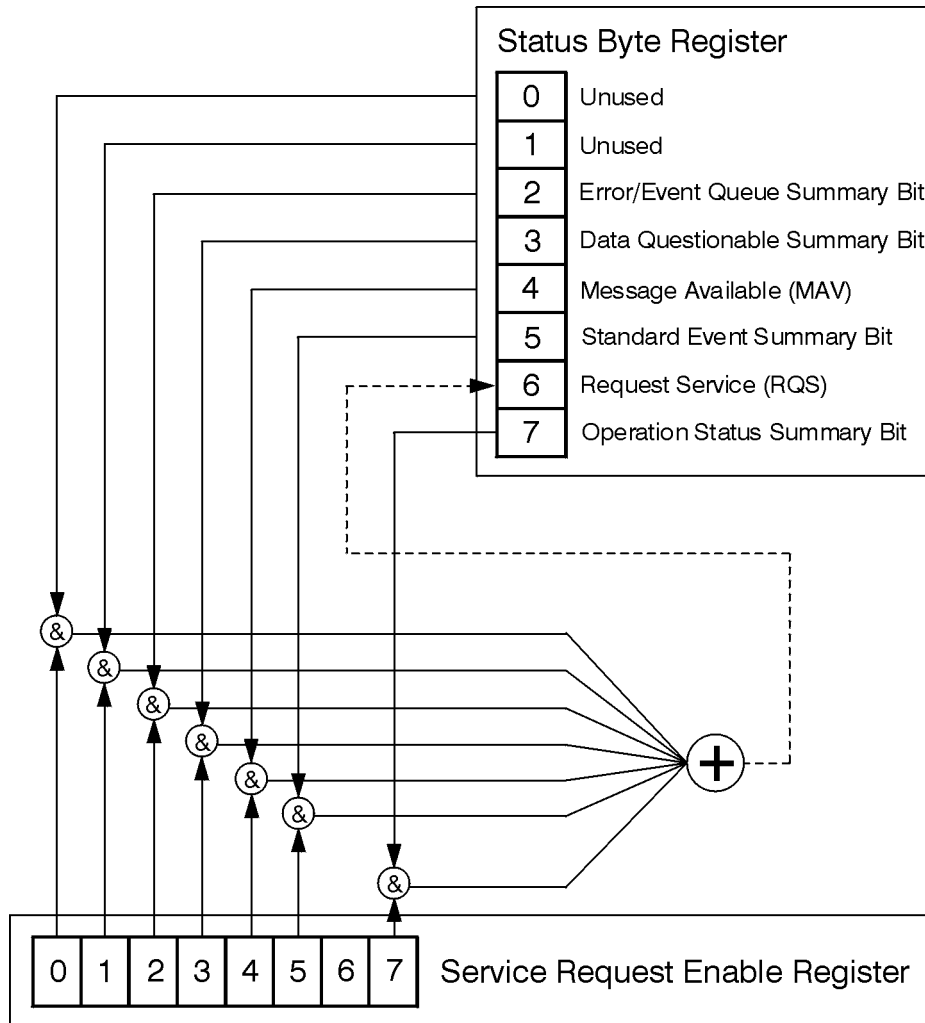 Status Byte Register
0 Unused
1 Unused
2 Error/Event Queue Summary Bit
3 Data Questionable Summary Bit
4 Message Available (MAV)
5 Standard Event Summary Bit
6 Request Service (RQS)
7 Operation Status Summary Bit
&
&
&
&
&
&
+
&
0 1 2 3 4 5 6 7 Service Request Enable Register